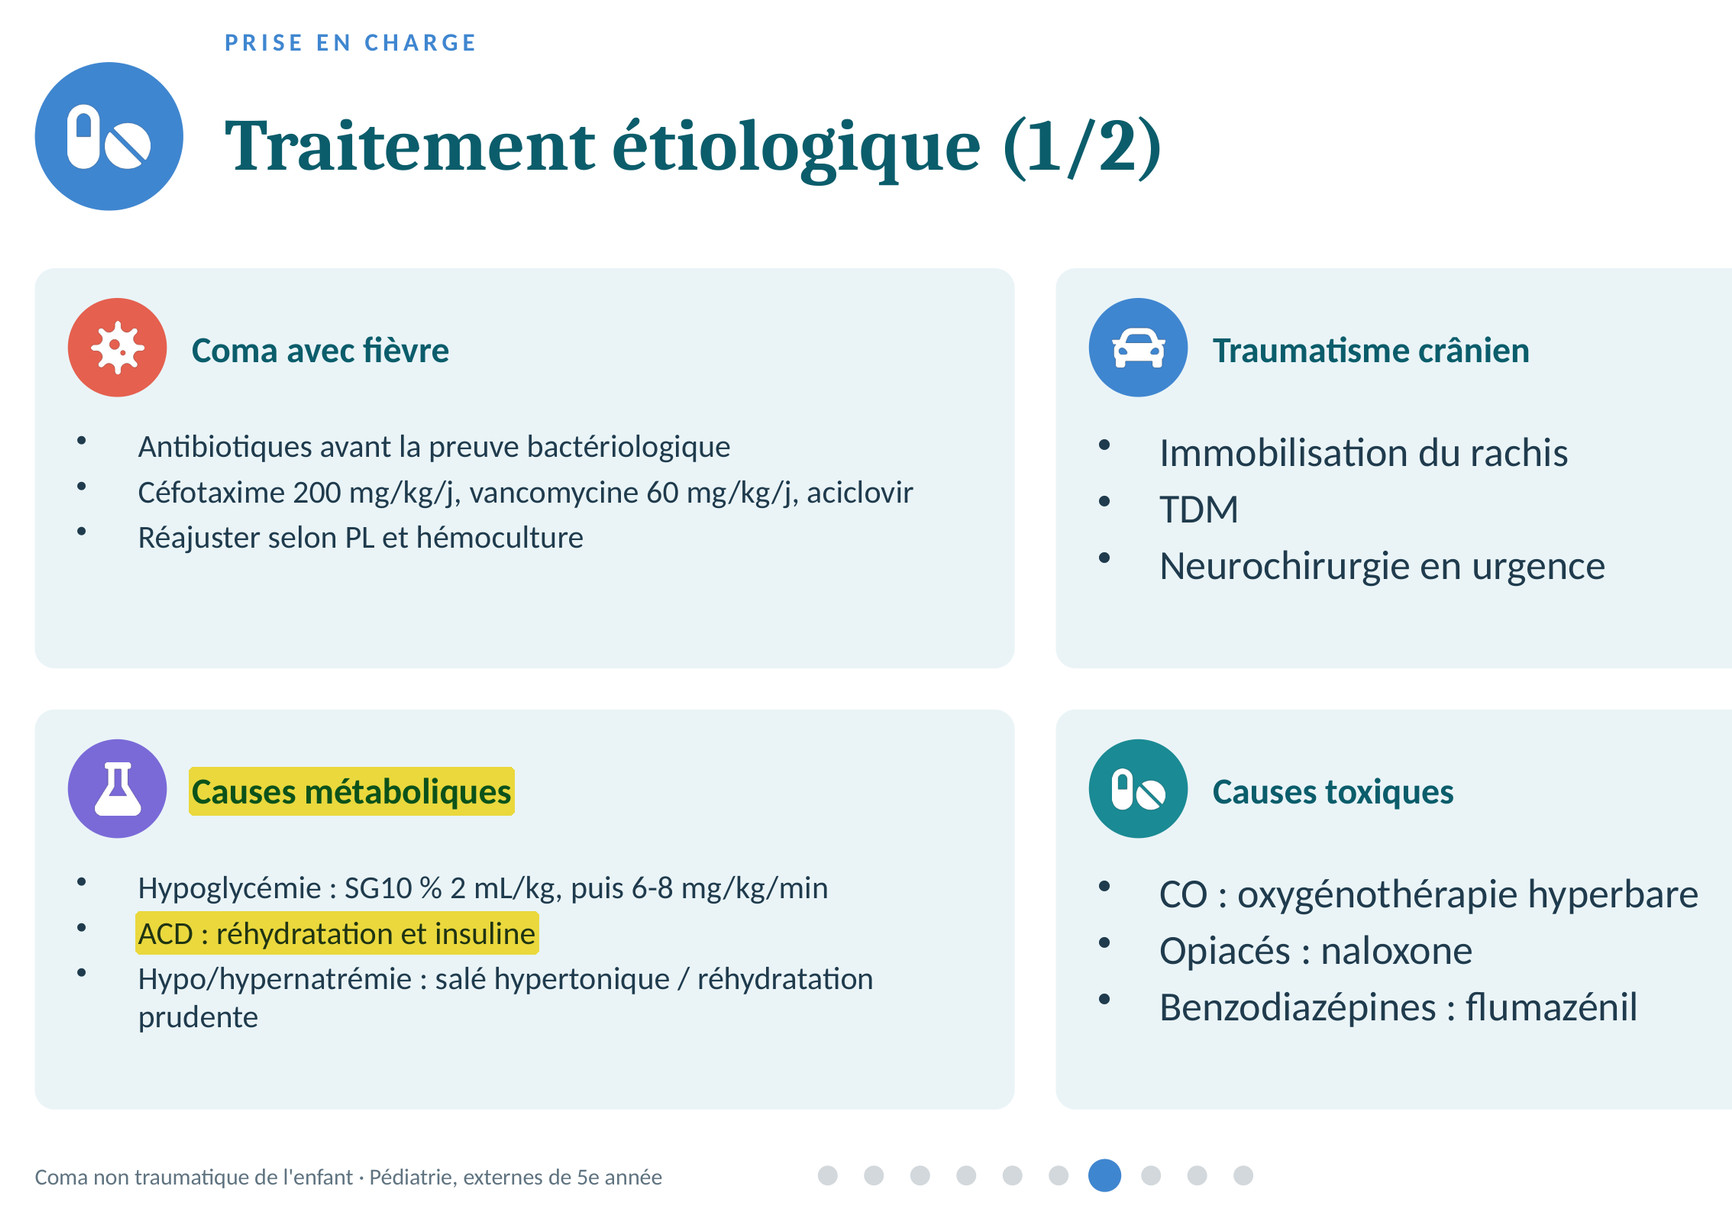 PRISE EN CHARGE
Traitement étiologique (1/2)
Coma avec fièvre
• Antibiotiques avant la preuve bactériologique
• Céfotaxime 200 mg/kg/j, vancomycine 60 mg/kg/j, aciclovir
• Réajuster selon PL et hémoculture
Traumatisme crânien
• Immobilisation du rachis
• TDM
• Neurochirurgie en urgence
Causes métaboliques
• Hypoglycémie : SG10 % 2 mL/kg, puis 6-8 mg/kg/min
• ACD : réhydratation et insuline
• Hypo/hypernatrémie : salé hypertonique / réhydratation
prudente
Causes toxiques
• CO : oxygénothérapie hyperbare
• Opiacés : naloxone
• Benzodiazépines : flumazénil
Coma non traumatique de l'enfant · Pédiatrie, externes de 5e année